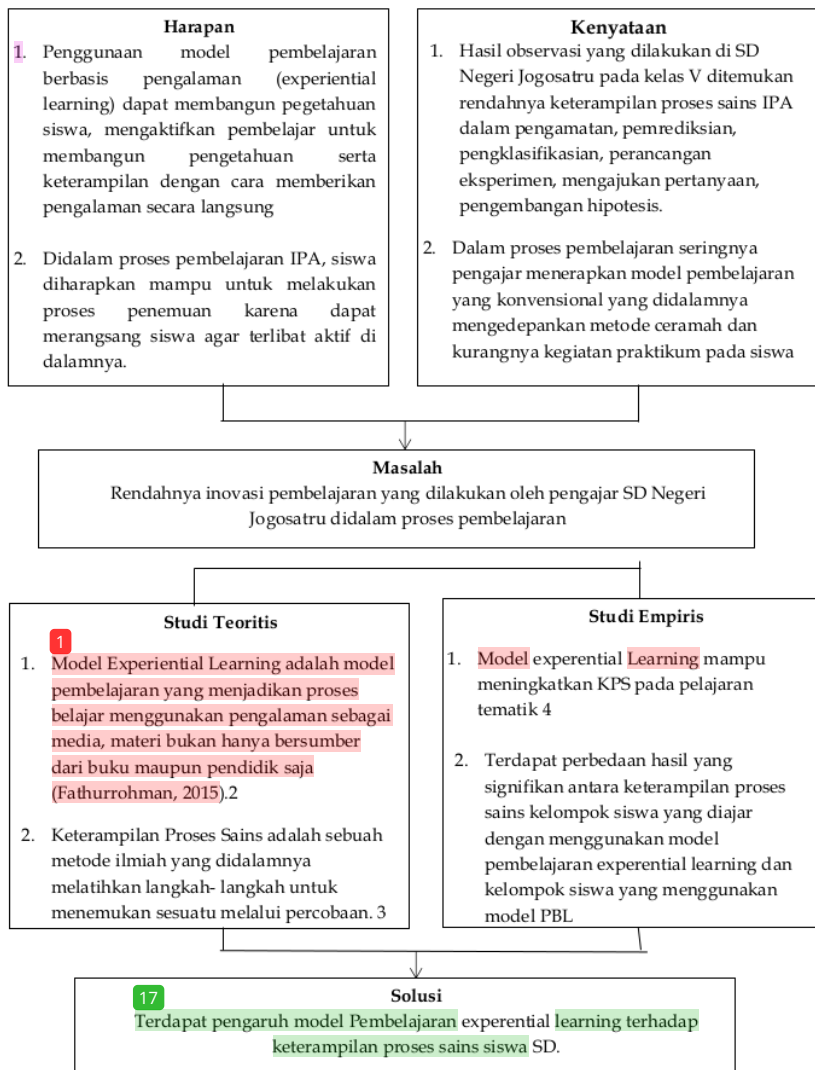 Harapan
1. Penggunaan model pembelajaran
berbasis pengalaman (experiential
learning) dapat membangun pegetahuan
siswa, mengaktifkan pembelajar untuk
membangun pengetahuan serta
keterampilan dengan cara memberikan
pengalaman secara langsung
2. Didalam proses pembelajaran IPA, siswa
diharapkan mampu untuk melakukan
proses penemuan karena dapat
merangsang siswa agar terlibat aktif di
dalamnya.
Kenyataan
1. Hasil observasi yang dilakukan di SD
Negeri Jogosatru pada kelas V ditemukan
rendahnya keterampilan proses sains IPA
dalam pengamatan, pemrediksian,
pengklasifikasian, perancangan
eksperimen, mengajukan pertanyaan,
pengembangan hipotesis.
2. Dalam proses pembelajaran seringnya
pengajar menerapkan model pembelajaran
yang konvensional yang didalamnya
mengedepankan metode ceramah dan
kurangnya kegiatan praktikum pada siswa
Masalah
Rendahnya inovasi pembelajaran yang dilakukan oleh pengajar SD Negeri
Jogosatru didalam proses pembelajaran
Studi Teoritis
1
1. Model Experiential Learning adalah model
pembelajaran yang menjadikan proses
belajar menggunakan pengalaman sebagai
media, materi bukan hanya bersumber
dari buku maupun pendidik saja
(Fathurrohman, 2015).2
2. Keterampilan Proses Sains adalah sebuah
metode ilmiah yang didalamnya
melatihkan langkah- langkah untuk
menemukan sesuatu melalui percobaan. 3
Studi Empiris
1. Model experential Learning mampu
meningkatkan KPS pada pelajaran
tematik 4
2. Terdapat perbedaan hasil yang
signifikan antara keterampilan proses
sains kelompok siswa yang diajar
dengan menggunakan model
pembelajaran experential learning dan
kelompok siswa yang menggunakan
model PBL
17
Solusi
Terdapat pengaruh model Pembelajaran experential learning terhadap
keterampilan proses sains siswa SD.